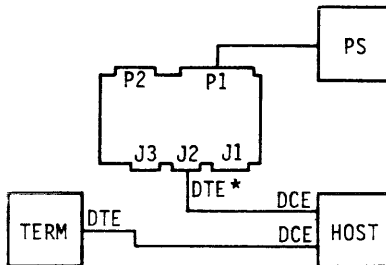 PS
P2 P1
J3 J2 J1
DTE*
DCE
TERM
DTE
DCE
HOST